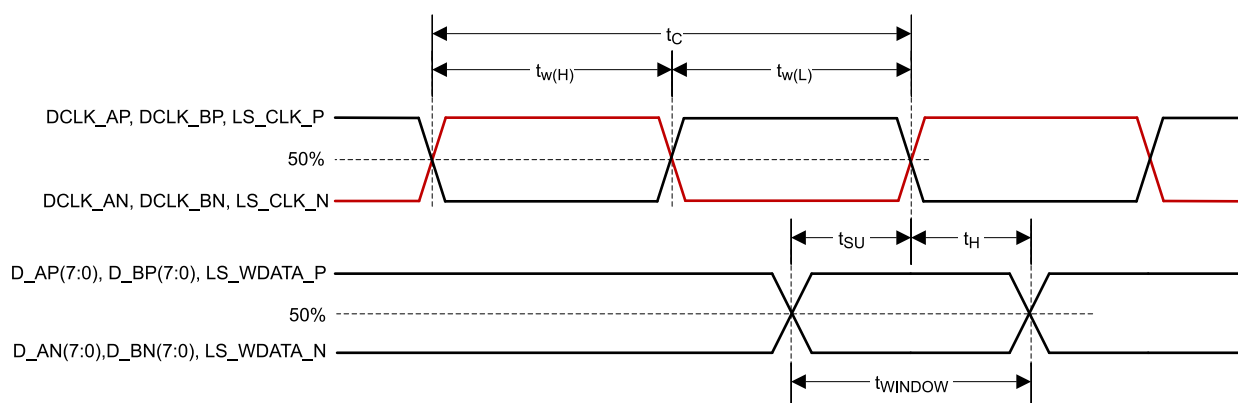 tC
tw(H)
tw(L)
DCLK_AP, DCLK_BP, LS_CLK_P
50%
DCLK_AN, DCLK_BN, LS_CLK_N
tSU
tH
D_AP(7:0), D_BP(7:0), LS_WDATA_P
50%
D_AN(7:0),D_BN(7:0), LS_WDATA_N
tWINDOW